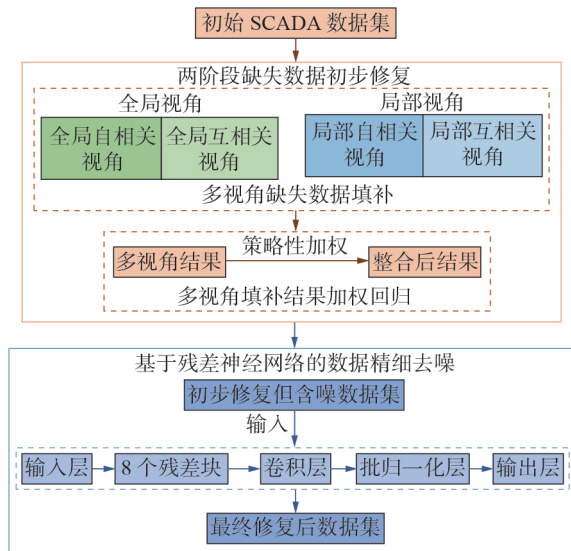 初始 SCADA 数据集
两阶段缺失数据初步修复
全局视角
局部视角
全局自相关
视角
全局互相关
视角
局部自相关
视角
局部互相关
视角
多视角缺失数据填补
策略性加权
多视角结果
整合后结果
多视角填补结果加权回归
基于残差神经网络的数据精细去噪
初步修复但含噪数据集
输入
输入层
8 个残差块
卷积层
批归一化层
输出层
最终修复后数据集